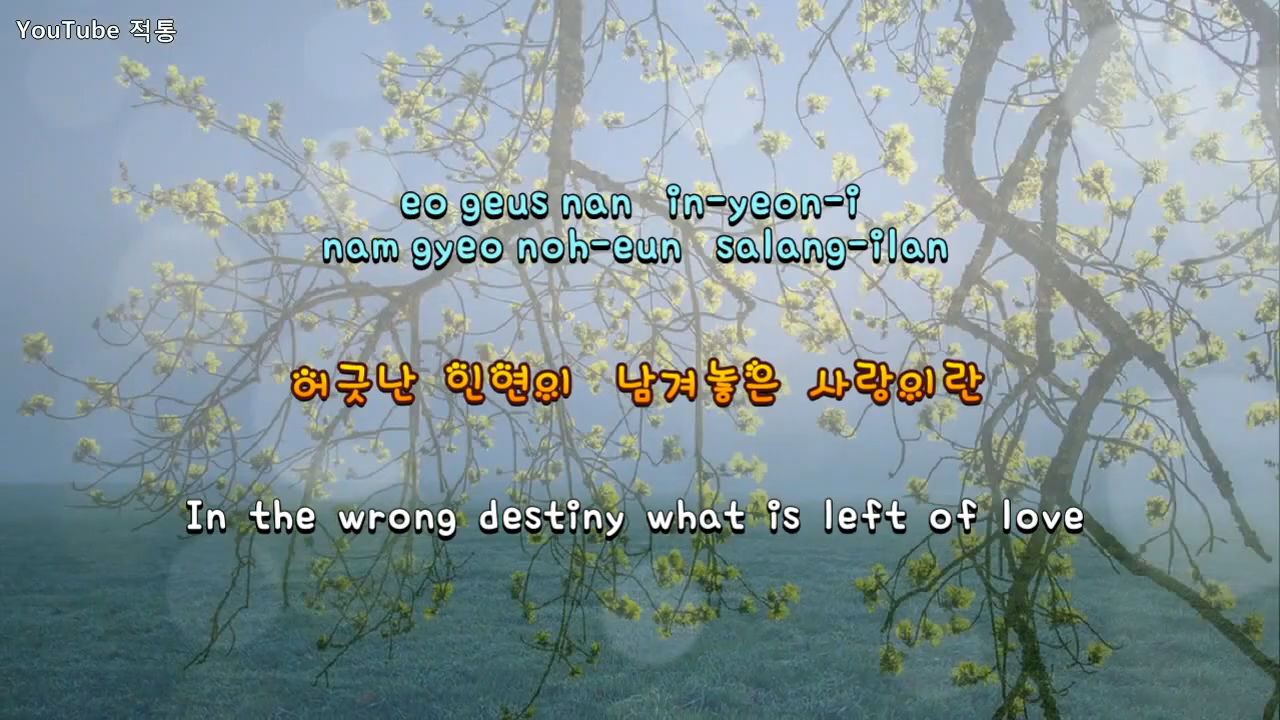 YouTube 적통
eo geus nan in-yeon-i
nam gyeo noh-eun salang-ilan
어긋난 인연이 남겨놓은 사랑이란
In the wrong destiny what is left of love